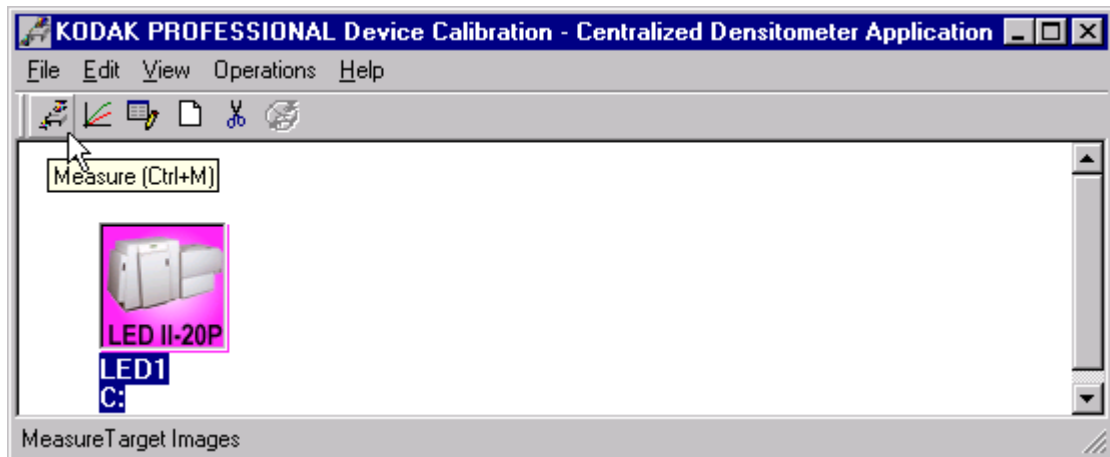 KODAK PROFESSIONAL Device Calibration - Centralized Densitometer Application
File Edit View Operations Help
Measure (Ctrl+M)
LED II-20P
LED1
C:
MeasureTarget Images